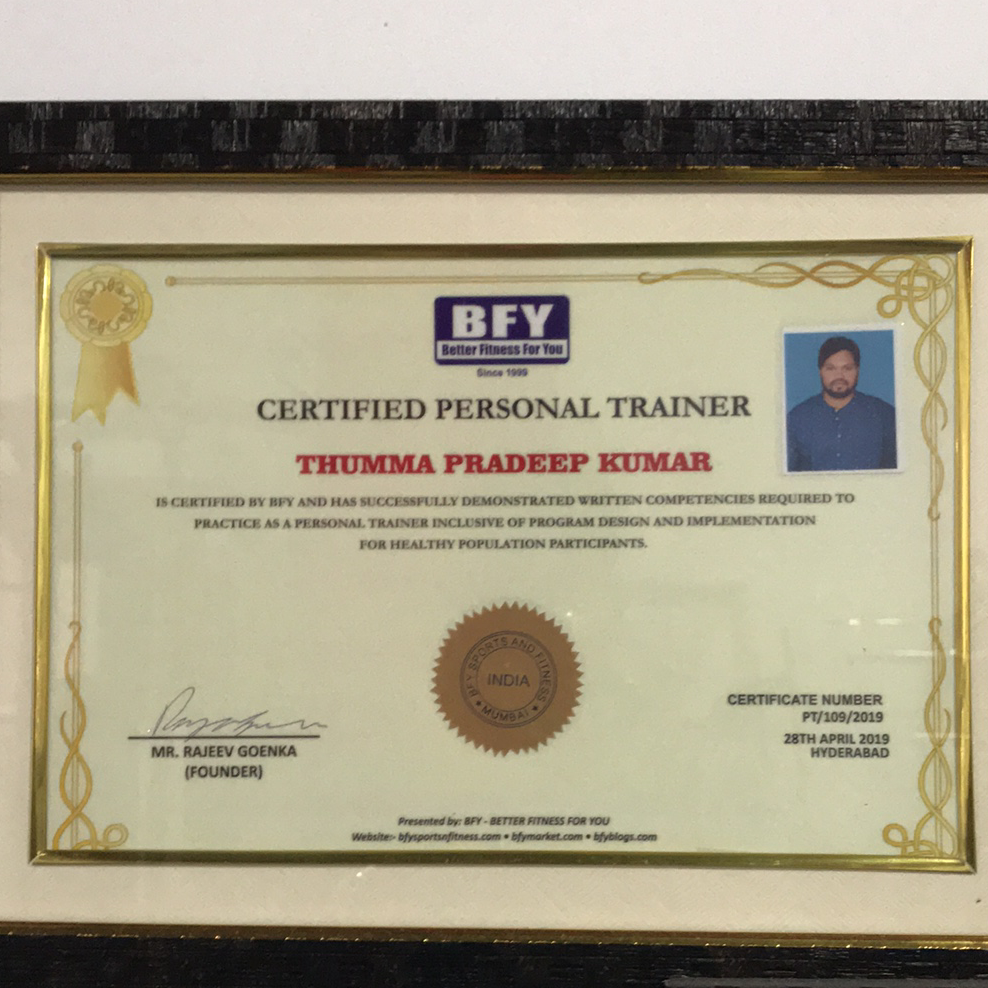 BFY
Better Fitness For You
Since 1999
CERTIFIED PERSONAL TRAINER
THUMMA PRADEEP KUMAR
IS CERTIFIED BY BFY AND HAS SUCCESSFULLY DEMONSTRATED WRITTEN COMPETENCIES REQUIRED TO
PRACTICE AS A PERSONAL TRAINER INCLUSIVE OF PROGRAM DESIGN AND IMPLEMENTATION
FOR HEALTHY POPULATION PARTICIPANTS.
BFY SPORTS AND FITNESS
INDIA
• MUMBAI •
MR. RAJEEV GOENKA
(FOUNDER)
CERTIFICATE NUMBER
PT/109/2019
28TH APRIL 2019
HYDERABAD
Presented by: BFY - BETTER FITNESS FOR YOU
Website:- bfysportsnfitness.com • bfymarket.com • bfyblogs.com